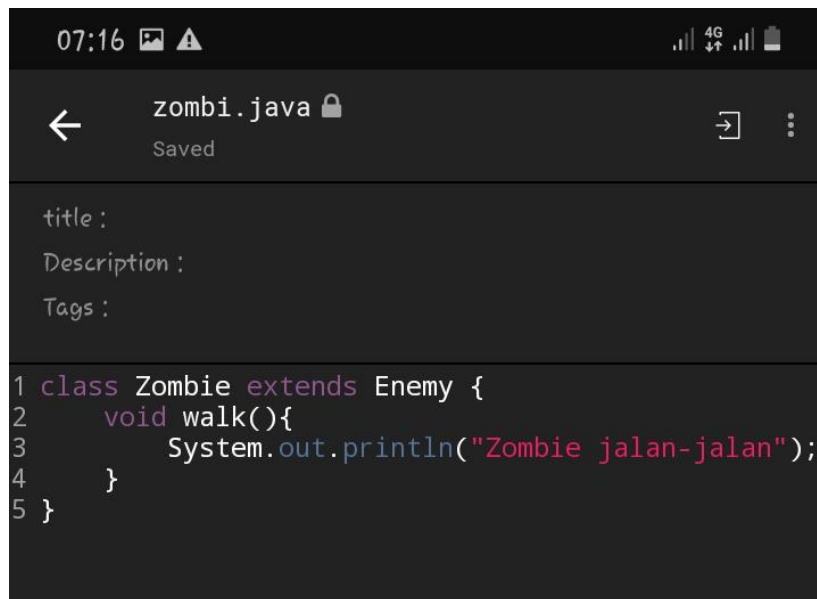 07:16 4G
zombi.java
Saved
title :
Description :
Tags :
1 class Zombie extends Enemy {
2     void walk(){
3         System.out.println("Zombie jalan-jalan");
4     }
5 }